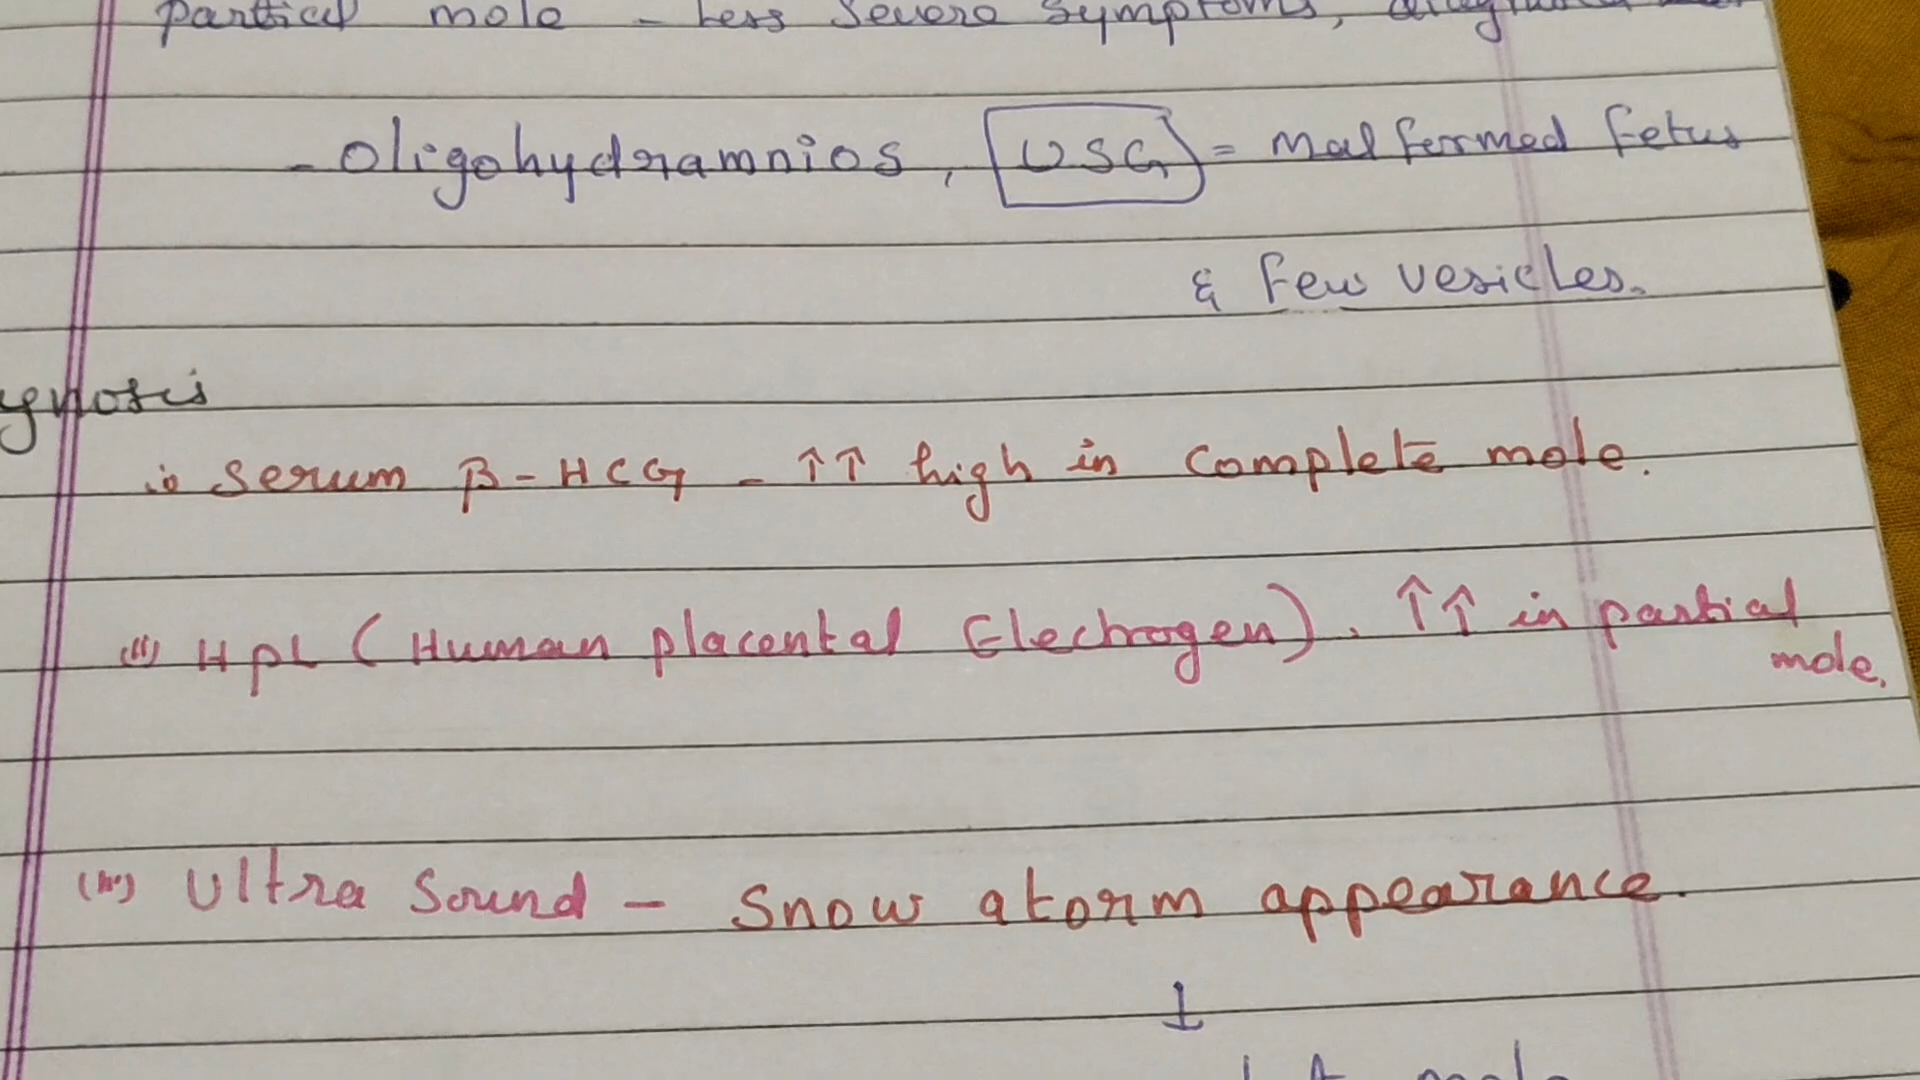 partial mole - Less severe symptoms,
- Oligohydramnios, USG = Malformed Fetus
& Few vesicles.
gnosis
i. Serum β-HCG - ↑↑ high in Complete mole.
(ii) HPL (Human placental Electrogen). ↑↑ in partial
mole.
(iii) Ultra Sound - Snow atorm appearance.
↓